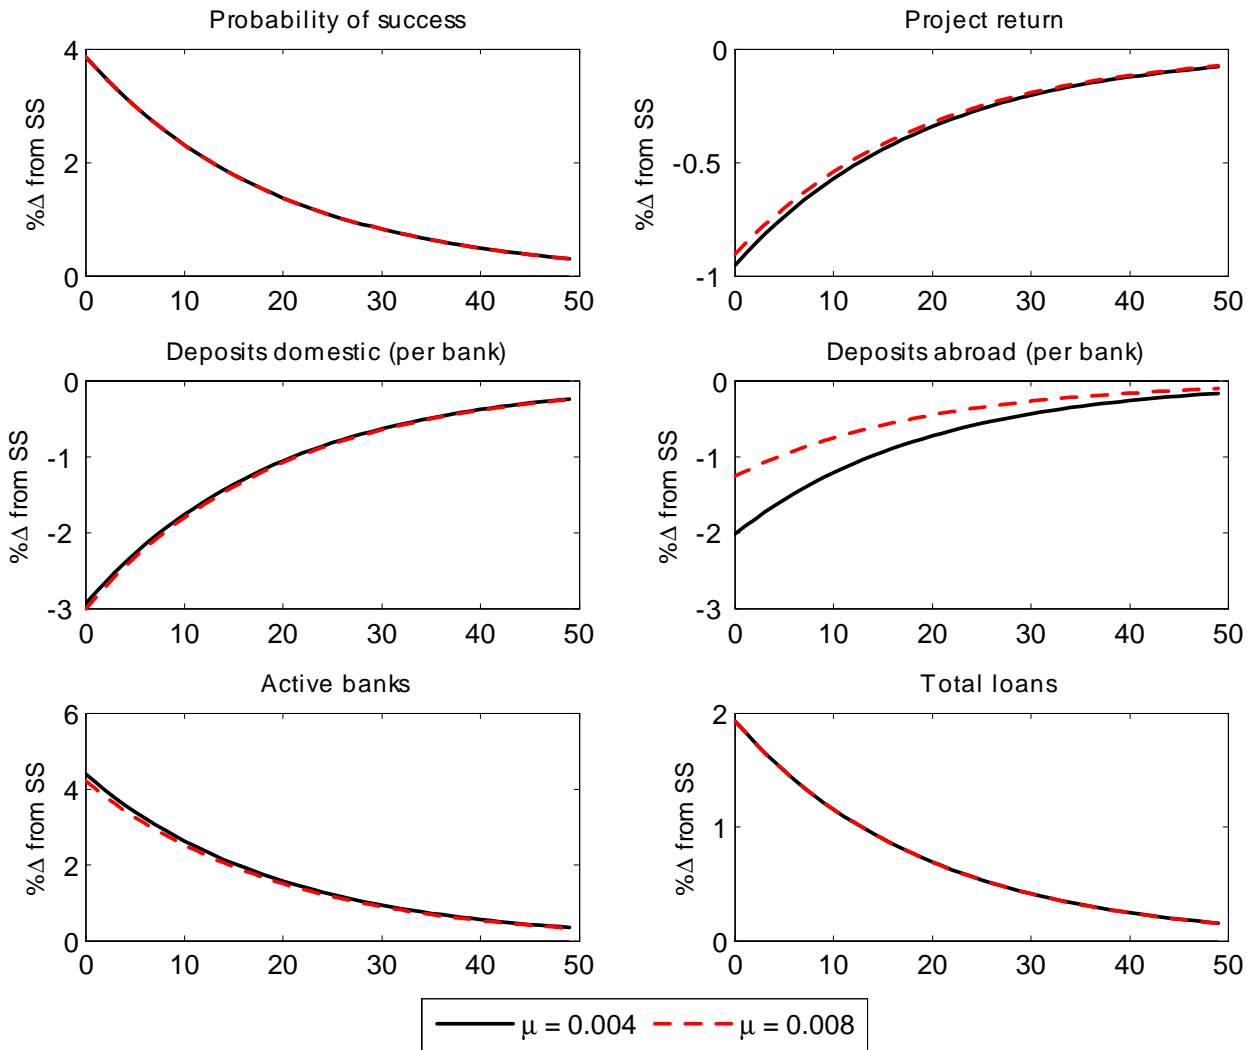 Probability of success
%Δ from SS
4
2
0
0 10 20 30 40 50
Project return
%Δ from SS
0
-0.5
-1
0 10 20 30 40 50
Deposits domestic (per bank)
%Δ from SS
0
-1
-2
-3
0 10 20 30 40 50
Deposits abroad (per bank)
%Δ from SS
0
-1
-2
-3
0 10 20 30 40 50
Active banks
%Δ from SS
6
4
2
0
0 10 20 30 40 50
Total loans
%Δ from SS
2
1
0
0 10 20 30 40 50
μ = 0.004 μ = 0.008